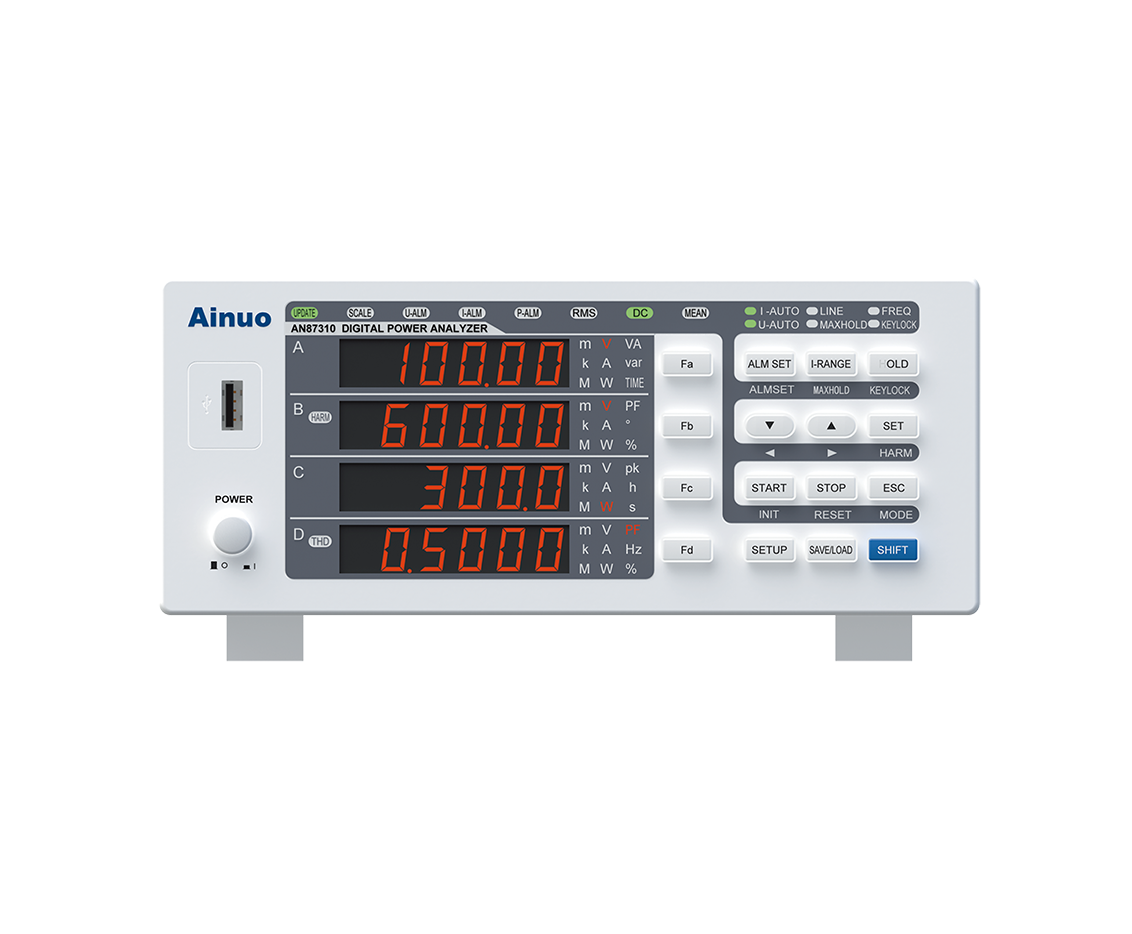 Ainuo
UPDATE SCALE U-ALM I-ALM P-ALM RMS DC MEAN
I -AUTO LINE FREQ
U-AUTO MAXHOLD KEYLOCK
AN87310 DIGITAL POWER ANALYZER
A 100.00 m V VA
k A var
M W TIME
B HARM 600.00 m V PF
k A °
M W %
C 300.0 m V pk
k A h
M W s
D THD 0.5000 m V PF
k A Hz
M W %
Fa
Fb
Fc
Fd
ALM SET I-RANGE HOLD
ALMSET MAXHOLD KEYLOCK
▼ ▲ SET
◀ ▶ HARM
START STOP ESC
INIT RESET MODE
SETUP SAVE/LOAD SHIFT
POWER